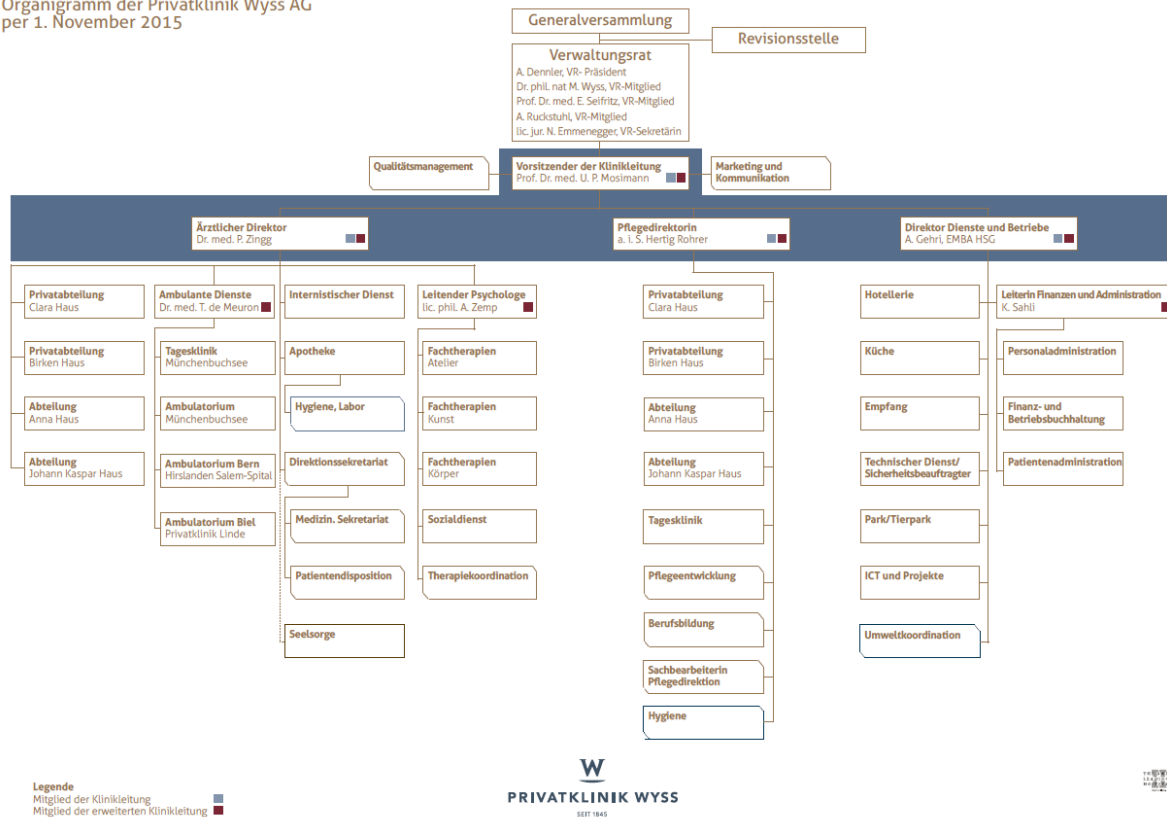 Organigramm der Privatklinik Wyss AG
per 1. November 2015
Generalversammlung
Revisionsstelle
Verwaltungsrat
A. Dennler, VR- Präsident
Dr. phil. nat M. Wyss, VR-Mitglied
Prof. Dr. med. E. Seifritz, VR-Mitglied
A. Ruckstuhl, VR-Mitglied
lic. jur. N. Emmenegger, VR-Sekretärin
Qualitätsmanagement
Vorsitzender der Klinikleitung
Prof. Dr. med. U. P. Mosimann
Marketing und
Kommunikation
Ärztlicher Direktor
Dr. med. P. Zingg
Pflegedirektorin
a. i. S. Hertig Rohrer
Direktor Dienste und Betriebe
A. Gehri, EMBA HSG
Privatabteilung
Clara Haus
Privatabteilung
Birken Haus
Abteilung
Anna Haus
Abteilung
Johann Kaspar Haus
Ambulante Dienste
Dr. med. T. de Meuron
Tagesklinik
Münchenbuchsee
Ambulatorium
Münchenbuchsee
Ambulatorium Bern
Hirslanden Salem-Spital
Ambulatorium Biel
Privatklinik Linde
Internistischer Dienst
Apotheke
Hygiene, Labor
Direktionssekretariat
Medizin. Sekretariat
Patientendisposition
Seelsorge
Leitender Psychologe
lic. phil. A. Zemp
Fachtherapien
Atelier
Fachtherapien
Kunst
Fachtherapien
Körper
Sozialdienst
Therapiekoordination
Privatabteilung
Clara Haus
Privatabteilung
Birken Haus
Abteilung
Anna Haus
Abteilung
Johann Kaspar Haus
Tagesklinik
Pflegeentwicklung
Berufsbildung
Sachbearbeiterin
Pflegedirektion
Hygiene
Hotellerie
Küche
Empfang
Technischer Dienst/
Sicherheitsbeauftragter
Park/Tierpark
ICT und Projekte
Umweltkoordination
Leiterin Finanzen und Administration
K. Sahli
Personaladministration
Finanz- und
Betriebsbuchhaltung
Patientenadministration
Legende
Mitglied der Klinikleitung
Mitglied der erweiterten Klinikleitung
W
PRIVATKLINIK WYSS
SEIT 1845